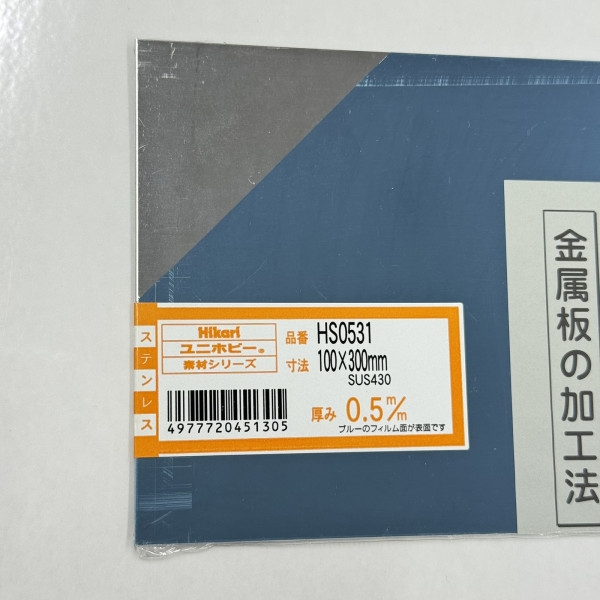 ステンレス
Hikari
ユニホビー®
素材シリーズ
品番 HS0531
寸法 100×300mm
SUS430
厚み 0.5m/m
ブルーのフィルム面が表面です
4977720451305
金属板の加工法